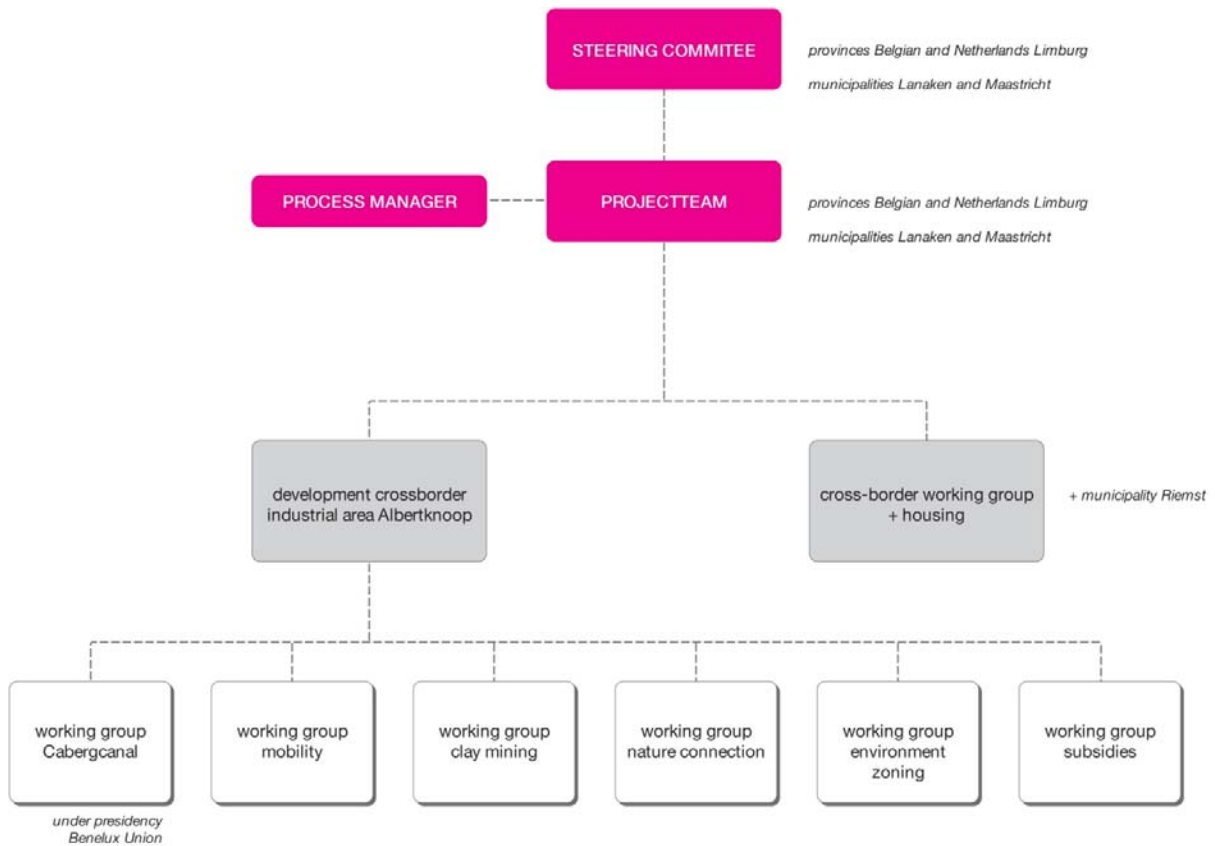 STEERING COMMITEE
provinces Belgian and Netherlands Limburg
municipalities Lanaken and Maastricht
PROCESS MANAGER
PROJECTTEAM
provinces Belgian and Netherlands Limburg
municipalities Lanaken and Maastricht
development crossborder
industrial area Albertknoop
cross-border working group
+ housing
+ municipality Riemst
working group
Cabergcanal
working group
mobility
working group
clay mining
working group
nature connection
working group
environment
zoning
working group
subsidies
under presidency
Benelux Union